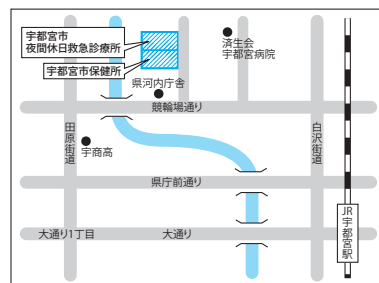 宇都宮市
夜間休日救急診療所
宇都宮市保健所
済生会
宇都宮病院
県河内庁舎
競輪場通り
田原街道
宇商高
白沢街道
県庁前通り
JR宇都宮駅
大通り1丁目
大通り